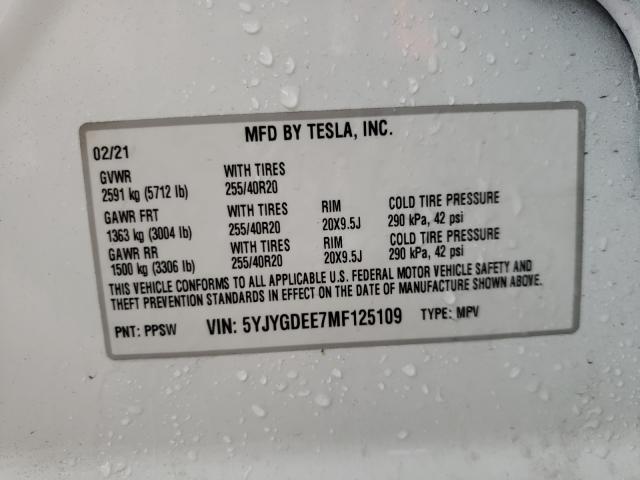 MFD BY TESLA, INC.
02/21
GVWR WITH TIRES
2591 kg (5712 lb) 255/40R20
GAWR FRT WITH TIRES RIM COLD TIRE PRESSURE
1363 kg (3004 lb) 255/40R20 20X9.5J 290 kPa, 42 psi
GAWR RR WITH TIRES RIM COLD TIRE PRESSURE
1500 kg (3306 lb) 255/40R20 20X9.5J 290 kPa, 42 psi
THIS VEHICLE CONFORMS TO ALL APPLICABLE U.S. FEDERAL MOTOR VEHICLE SAFETY AND
THEFT PREVENTION STANDARDS IN EFFECT ON THE DATE OF MANUFACTURE SHOWN ABOVE.
PNT: PPSW VIN: 5YJYGDEE7MF125109 TYPE: MPV